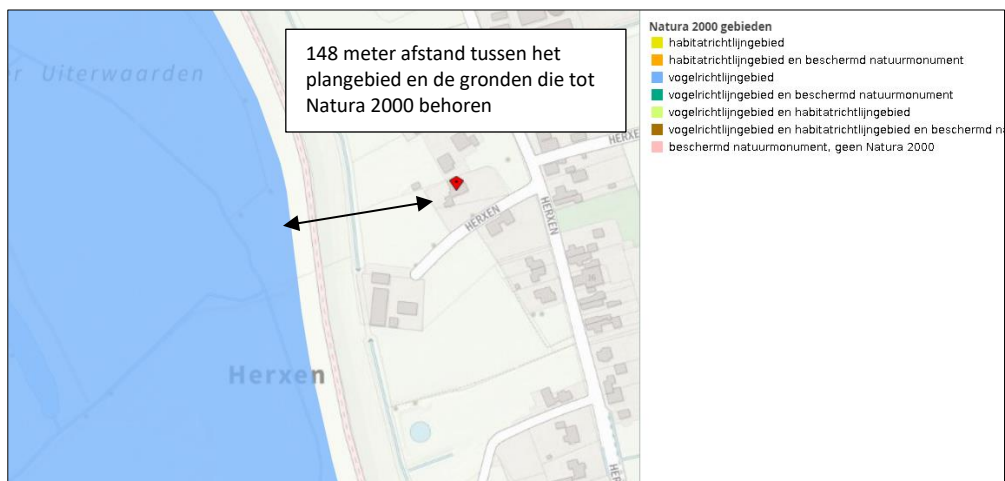 148 meter afstand tussen het
plangebied en de gronden die tot
Natura 2000 behoren
Uiterwaarden
Herxen
HERXEN
HERXEN
HERXEN
Natura 2000 gebieden
habitatrichtlijngebied
habitatrichtlijngebied en beschermd natuurmonument
vogelrichtlijngebied
vogelrichtlijngebied en beschermd natuurmonument
vogelrichtlijngebied en habitatrichtlijngebied
vogelrichtlijngebied en habitatrichtlijngebied en beschermd na
beschermd natuurmonument, geen Natura 2000